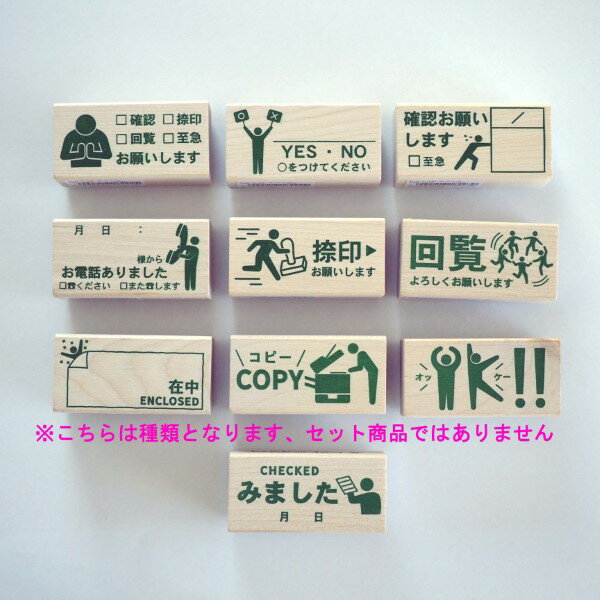 □確認 □捺印
□回覧 □至急
お願いします
YES・NO
○をつけてください
確認お願い
します
□至急
月 日 :
様から
お電話ありました
□☎ください □また☎します
捺印▶
お願いします
回覧
よろしくお願いします
在中
ENCLOSED
コピー
COPY
オッ ケー
OK!!
※こちらは種類となります、セット商品ではありません
CHECKED
みました
月 日